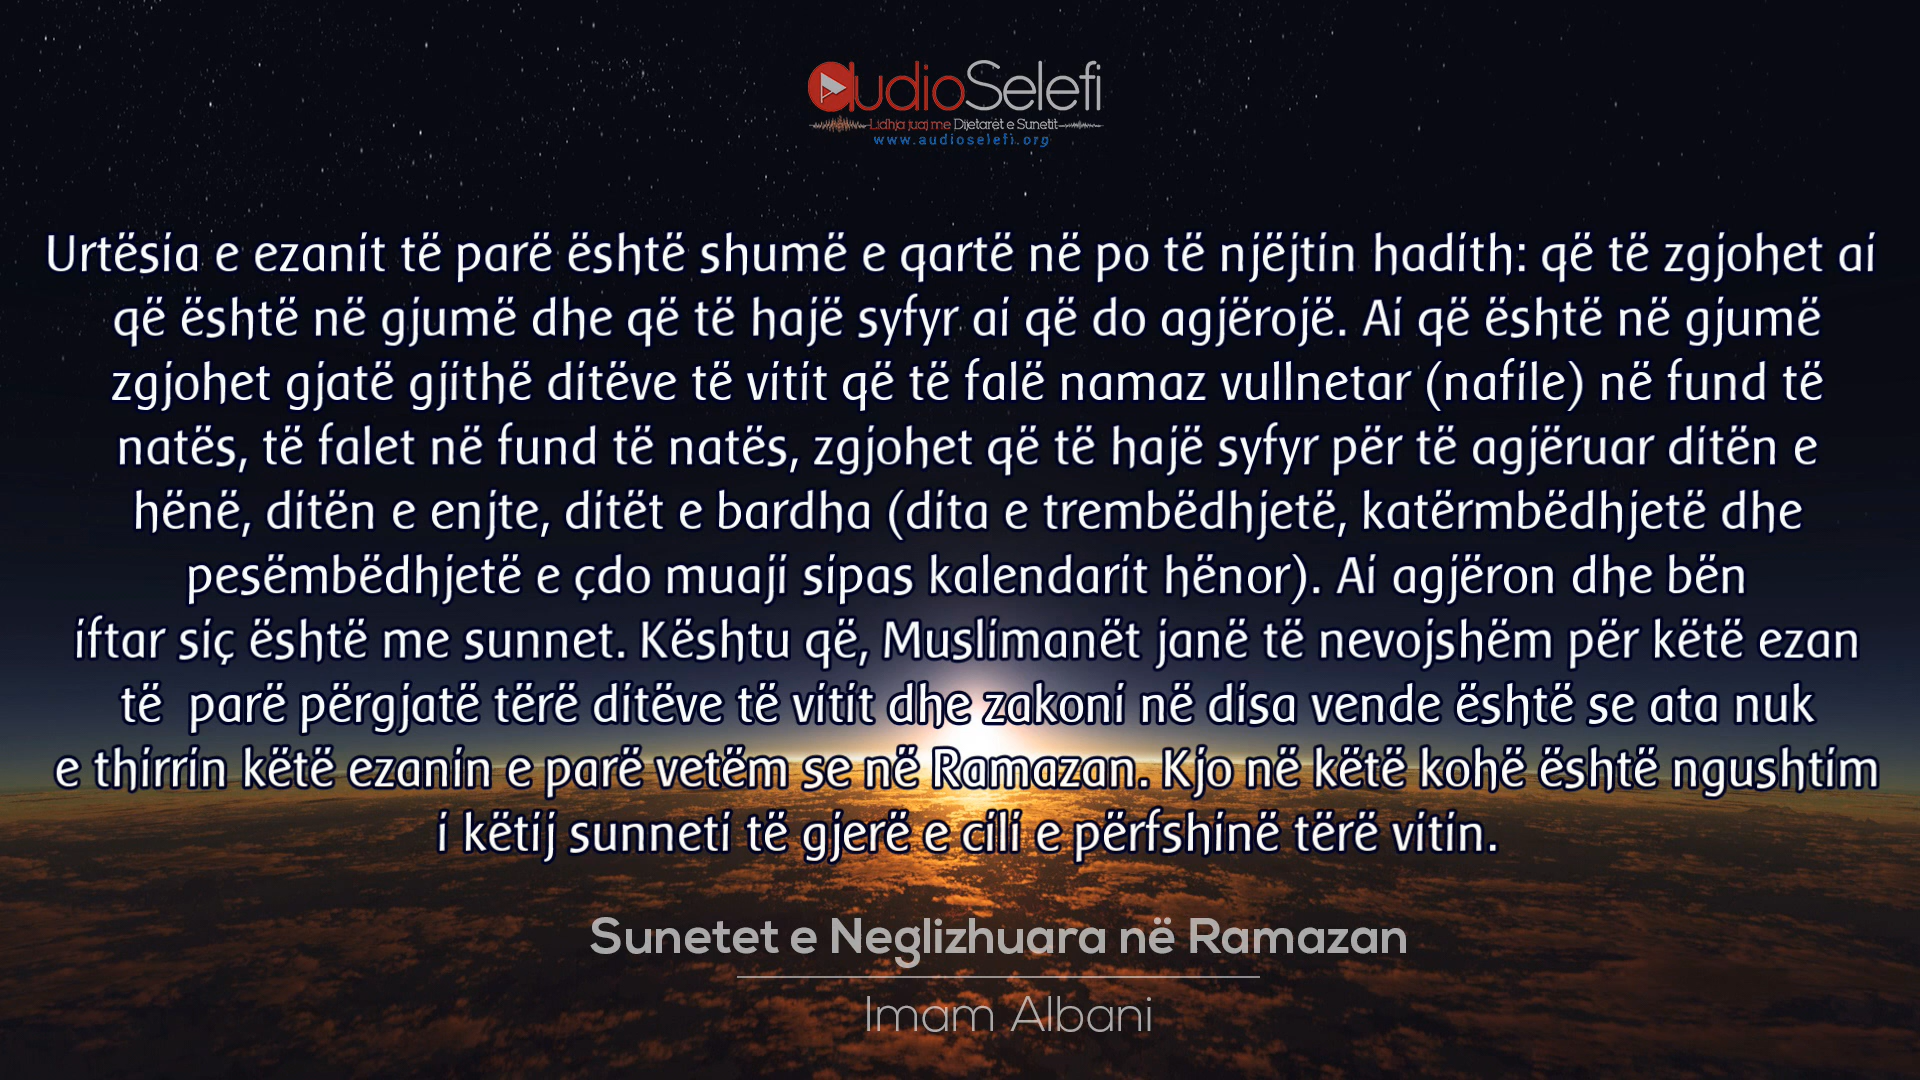 audioSelefi
Lidhja juaj me Dijetarët e Sunetit
www.audioselefi.org
Urtësia e ezanit të parë është shumë e qartë në po të njëjtin hadith: që të zgjohet ai
që është në gjumë dhe që të hajë syfyr ai që do agjërojë. Ai që është në gjumë
zgjohet gjatë gjithë ditëve të vitit që të falë namaz vullnetar (nafile) në fund të
natës, të falet në fund të natës, zgjohet që të hajë syfyr për të agjëruar ditën e
hënë, ditën e enjte, ditët e bardha (dita e trembëdhjetë, katërmbëdhjetë dhe
pesëmbëdhjetë e çdo muaji sipas kalendarit hënor). Ai agjëron dhe bën
iftar siç është me sunnet. Kështu që, Muslimanët janë të nevojshëm për këtë ezan
të  parë përgjatë tërë ditëve të vitit dhe zakoni në disa vende është se ata nuk
e thirrin këtë ezanin e parë vetëm se në Ramazan. Kjo në këtë kohë është ngushtim
i këtij sunneti të gjerë e cili e përfshinë tërë vitin.
Sunetet e Neglizhuara në Ramazan
Imam Albani